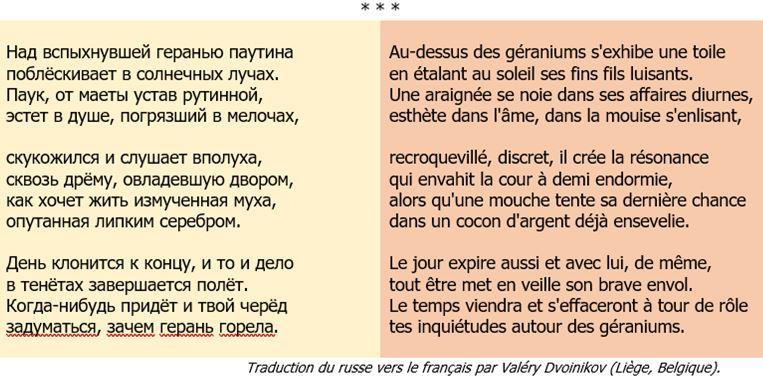 * * *
Над вспыхнувшей геранью паутина
поблёскивает в солнечных лучах.
Паук, от маеты устав рутинной,
эстет в душе, погрязший в мелочах,
скукожился и слушает вполуха,
сквозь дрёму, овладевшую двором,
как хочет жить измученная муха,
опутанная липким серебром.
День клонится к концу, и то и дело
в тенётах завершается полёт.
Когда-нибудь придёт и твой черёд
задуматься, зачем герань горела.
Au-dessus des géraniums s'exhibe une toile
en étalant au soleil ses fins fils luisants.
Une araignée se noie dans ses affaires diurnes,
esthète dans l'âme, dans la mouise s'enlisant,
recroquevillé, discret, il crée la résonance
qui envahit la cour à demi endormie,
alors qu'une mouche tente sa dernière chance
dans un cocon d'argent déjà ensevelie.
Le jour expire aussi et avec lui, de même,
tout être met en veille son brave envol.
Le temps viendra et s'effaceront à tour de rôle
tes inquiétudes autour des géraniums.
Traduction du russe vers le français par Valéry Dvoinikov (Liège, Belgique).